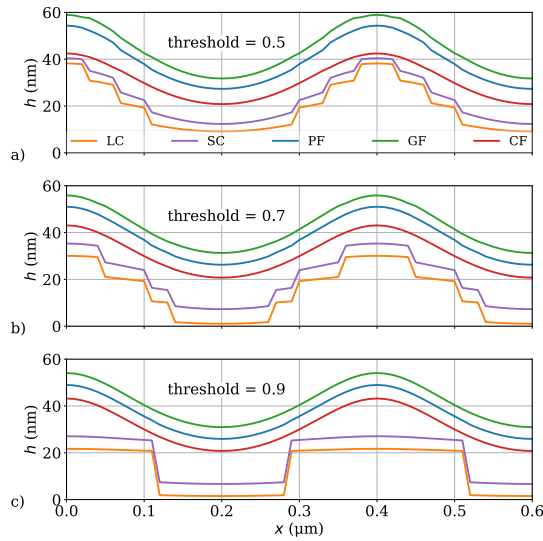 60
threshold = 0.5
40
h (nm)
20
LC SC PF GF CF
0
a)
60
threshold = 0.7
40
h (nm)
20
0
b)
60
threshold = 0.9
40
h (nm)
20
0
c)
0.0 0.1 0.2 0.3 0.4 0.5 0.6
x (μm)